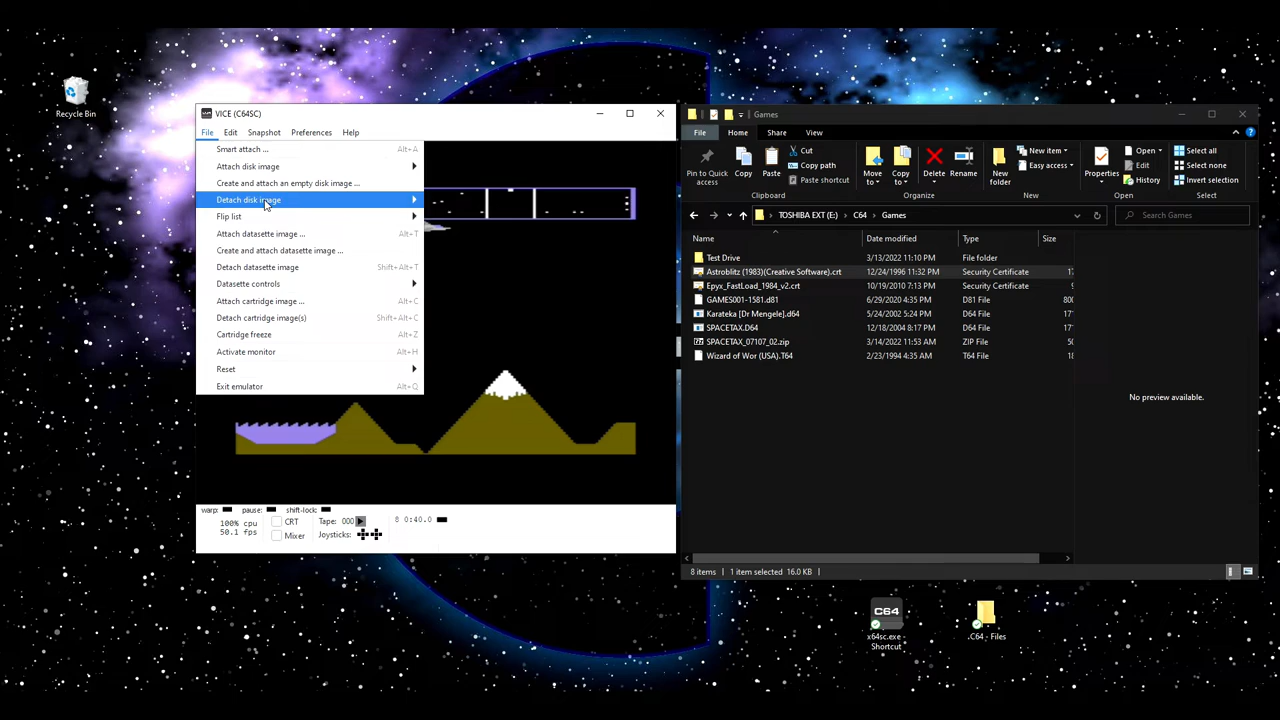 Recycle Bin
VICE (C64SC)
File Edit Snapshot Preferences Help
Smart attach ... Alt+A
Attach disk image
Create and attach an empty disk image ...
Detach disk image
Flip list
Attach datasette image ... Alt+T
Create and attach datasette image ...
Detach datasette image Shift+Alt+T
Datasette controls
Attach cartridge image ... Alt+C
Detach cartridge image(s) Shift+Alt+C
Cartridge freeze Alt+Z
Activate monitor Alt+H
Reset
Exit emulator Alt+Q
warp: pause: shift-lock:
100% cpu
50.1 fps
CRT
Mixer
Tape: 000
Joysticks:
8 0:40.0
Games
File Home Share View
Pin to Quick
Access
Copy
Paste
Cut
Copy path
Paste shortcut
Clipboard
Move
to
Copy
to
Delete
Rename
Organize
New
folder
New item
Easy access
New
Properties
Open
Edit
History
Open
Select all
Select none
Invert selection
Select
TOSHIBA EXT (E:) C64 Games
Search Games
Name Date modified Type Size
Test Drive 3/13/2022 11:10 PM File folder
Astroblitz (1983)(Creative Software).crt 12/24/1996 11:32 PM Security Certificate 17
Epyx_FastLoad_1984_v2.crt 10/19/2010 7:13 PM Security Certificate 9
GAMES001-1581.d81 6/29/2020 4:35 PM D81 File 800
Karateka [Dr Mengele].d64 5/24/2002 5:24 PM D64 File 171
SPACETAX.D64 12/18/2004 8:17 PM D64 File 171
SPACETAX_07107_02.zip 3/14/2022 11:53 AM ZIP File 50
Wizard of Wor (USA).T64 2/23/1994 4:35 AM T64 File 18
No preview available.
8 items 1 item selected 16.0 KB
C64
x64sc.exe -
Shortcut
.C64 - Files